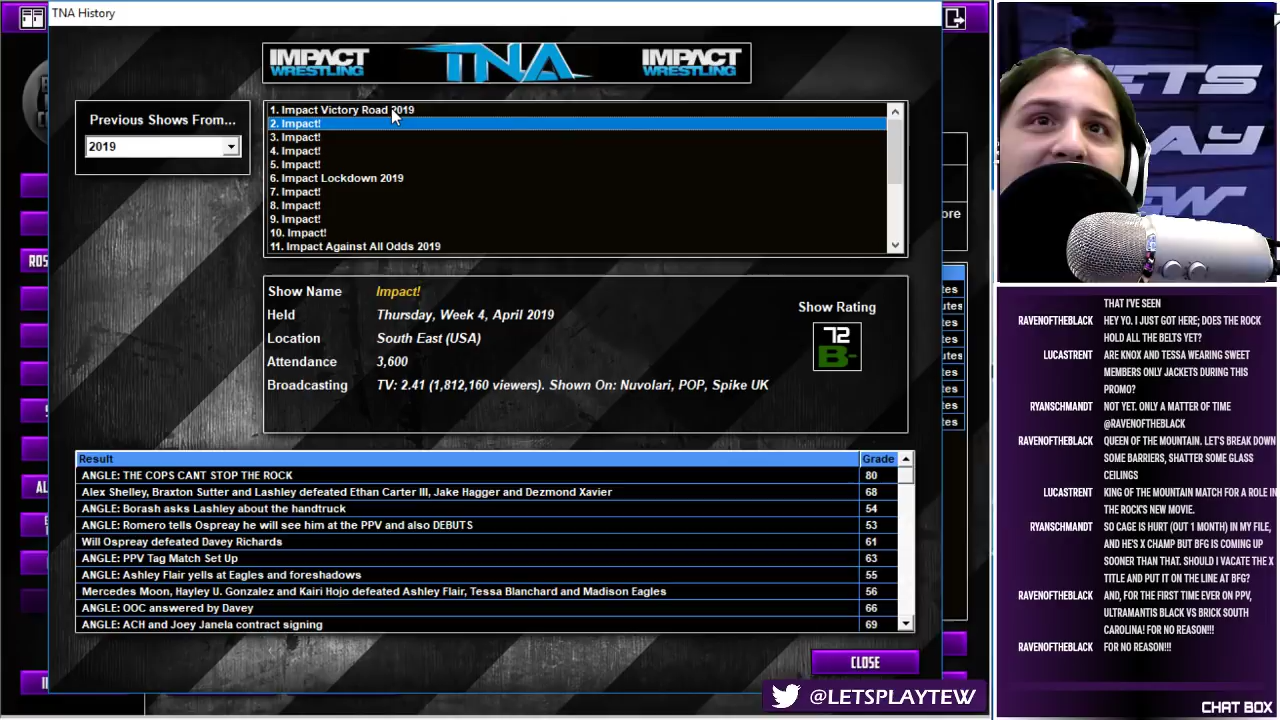 TNA History
IMPACT WRESTLING TNA IMPACT WRESTLING
Previous Shows From...
2019
1. Impact Victory Road 2019
2. Impact!
3. Impact!
4. Impact!
5. Impact!
6. Impact Lockdown 2019
7. Impact!
8. Impact!
9. Impact!
10. Impact!
11. Impact Against All Odds 2019
Show Name Impact!
Held Thursday, Week 4, April 2019
Location South East (USA)
Attendance 3,600
Broadcasting TV: 2.41 (1,812,160 viewers). Shown On: Nuvolari, POP, Spike UK
Show Rating
72
B-
Result Grade
ANGLE: THE COPS CANT STOP THE ROCK 80
Alex Shelley, Braxton Sutter and Lashley defeated Ethan Carter III, Jake Hagger and Dezmond Xavier 68
ANGLE: Borash asks Lashley about the handtruck 54
ANGLE: Romero tells Ospreay he will see him at the PPV and also DEBUTS 53
Will Ospreay defeated Davey Richards 61
ANGLE: PPV Tag Match Set Up 63
ANGLE: Ashley Flair yells at Eagles and foreshadows 55
Mercedes Moon, Hayley U. Gonzalez and Kairi Hojo defeated Ashley Flair, Tessa Blanchard and Madison Eagles 56
ANGLE: OOC answered by Davey 66
ANGLE: ACH and Joey Janela contract signing 69
CLOSE
@LETSPLAYTEW
ROS
AL
ore
tes
utes
tes
tes
utes
tes
tes
tes
tes
LETS
PLAY
EW
THAT I'VE SEEN
RAVENOFTHEBLACK HEY YO. I JUST GOT HERE; DOES THE ROCK
HOLD ALL THE BELTS YET?
LUCASTRENT ARE KNOX AND TESSA WEARING SWEET
MEMBERS ONLY JACKETS DURING THIS
PROMO?
RYANSCHMANDT NOT YET. ONLY A MATTER OF TIME
@RAVENOFTHEBLACK
RAVENOFTHEBLACK QUEEN OF THE MOUNTAIN. LET'S BREAK DOWN
SOME BARRIERS, SHATTER SOME GLASS
CEILINGS
LUCASTRENT KING OF THE MOUNTAIN MATCH FOR A ROLE IN
THE ROCK'S NEW MOVIE.
RYANSCHMANDT SO CAGE IS HURT (OUT 1 MONTH) IN MY FILE,
AND HE'S X CHAMP BUT BFG IS COMING UP
SOONER THAN THAT. SHOULD I VACATE THE X
TITLE AND PUT IT ON THE LINE AT BFG?
RAVENOFTHEBLACK AND, FOR THE FIRST TIME EVER ON PPV,
ULTRAMANTIS BLACK VS BRICK SOUTH
CAROLINA! FOR NO REASON!!!
RAVENOFTHEBLACK FOR NO REASON!!!
CHAT BOX